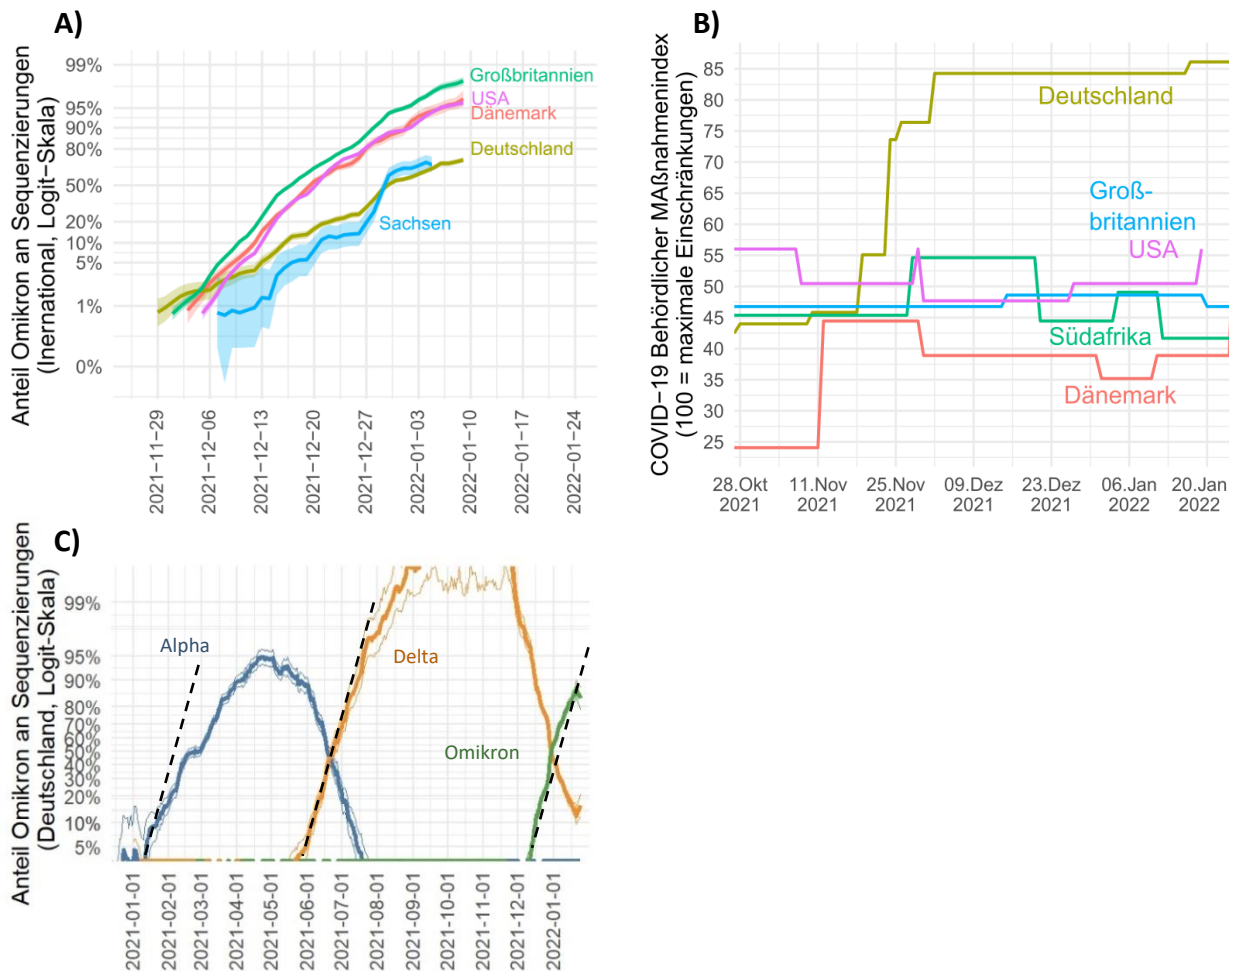 A)
Anteil Omikron an Sequenzierungen
(Inernational, Logit−Skala)
99%
95%
90%
80%
50%
20%
10%
5%
1%
0%
Großbritannien
USA
Dänemark
Deutschland
Sachsen
2021−11−29
2021−12−06
2021−12−13
2021−12−20
2021−12−27
2022−01−03
2022−01−10
2022−01−17
2022−01−24
B)
COVID−19 Behördlicher MAßnahmenindex
(100 = maximale Einschränkungen)
85
80
75
70
65
60
55
50
45
40
35
30
25
Deutschland
Groß-
britannien
USA
Südafrika
Dänemark
28.Okt 11.Nov 25.Nov 09.Dez 23.Dez 06.Jan 20.Jan
2021 2021 2021 2021 2021 2022 2022
C)
Anteil Omikron an Sequenzierungen
(Deutschland, Logit-Skala)
99%
95%
90%
80%
70%
60%
50%
40%
30%
20%
10%
5%
Alpha
Delta
Omikron
2021-01-01
2021-02-01
2021-03-01
2021-04-01
2021-05-01
2021-06-01
2021-07-01
2021-08-01
2021-09-01
2021-10-01
2021-11-01
2021-12-01
2022-01-01